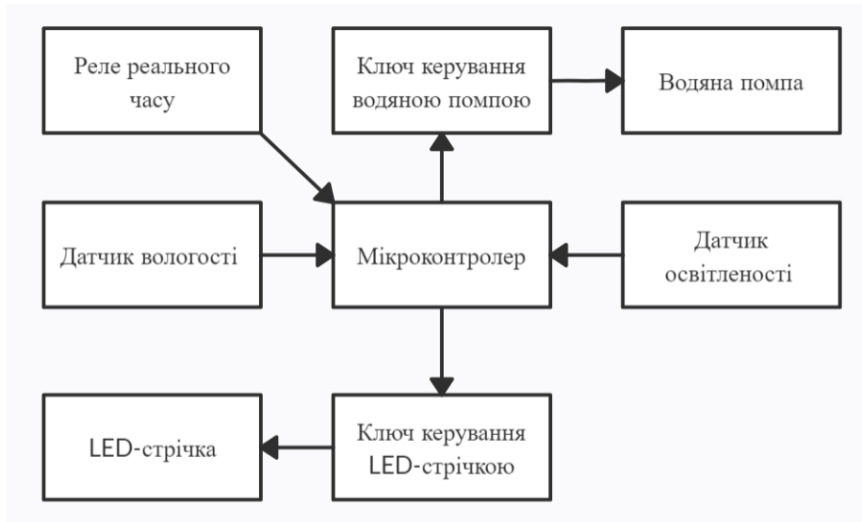 Реле реального
часу
Ключ керування
водяною помпою
Водяна помпа
Датчик вологості
Мікроконтролер
Датчик
освітленості
LED-стрічка
Ключ керування
LED-стрічкою